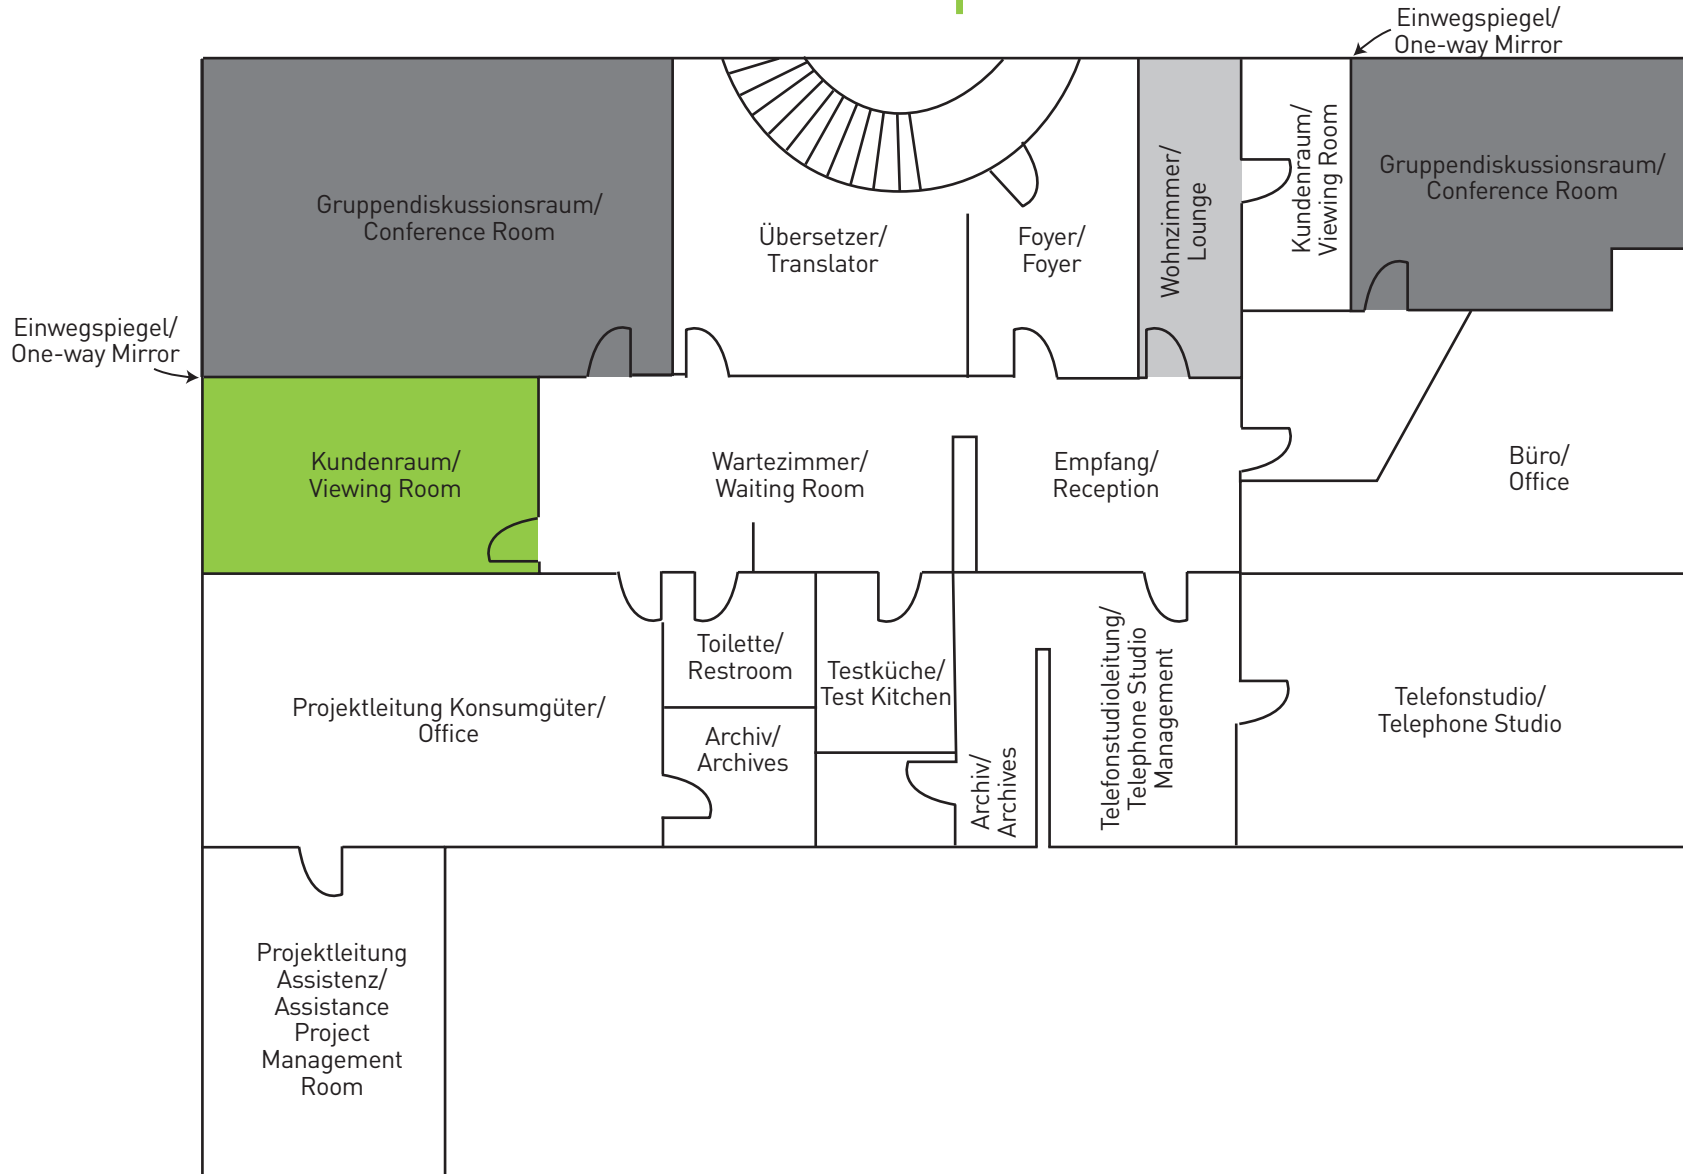 Einwegspiegel/
One-way Mirror
Gruppendiskussionsraum/
Conference Room
Übersetzer/
Translator
Foyer/
Foyer
Wohnzimmer/
Lounge
Kundenraum/
Viewing Room
Gruppendiskussionsraum/
Conference Room
Einwegspiegel/
One-way Mirror
Kundenraum/
Viewing Room
Wartezimmer/
Waiting Room
Empfang/
Reception
Büro/
Office
Projektleitung Konsumgüter/
Office
Toilette/
Restroom
Archiv/
Archives
Testküche/
Test Kitchen
Archiv/
Archives
Telefonstudioleitung/
Telephone Studio
Management
Telefonstudio/
Telephone Studio
Projektleitung
Assistenz/
Assistance
Project
Management
Room